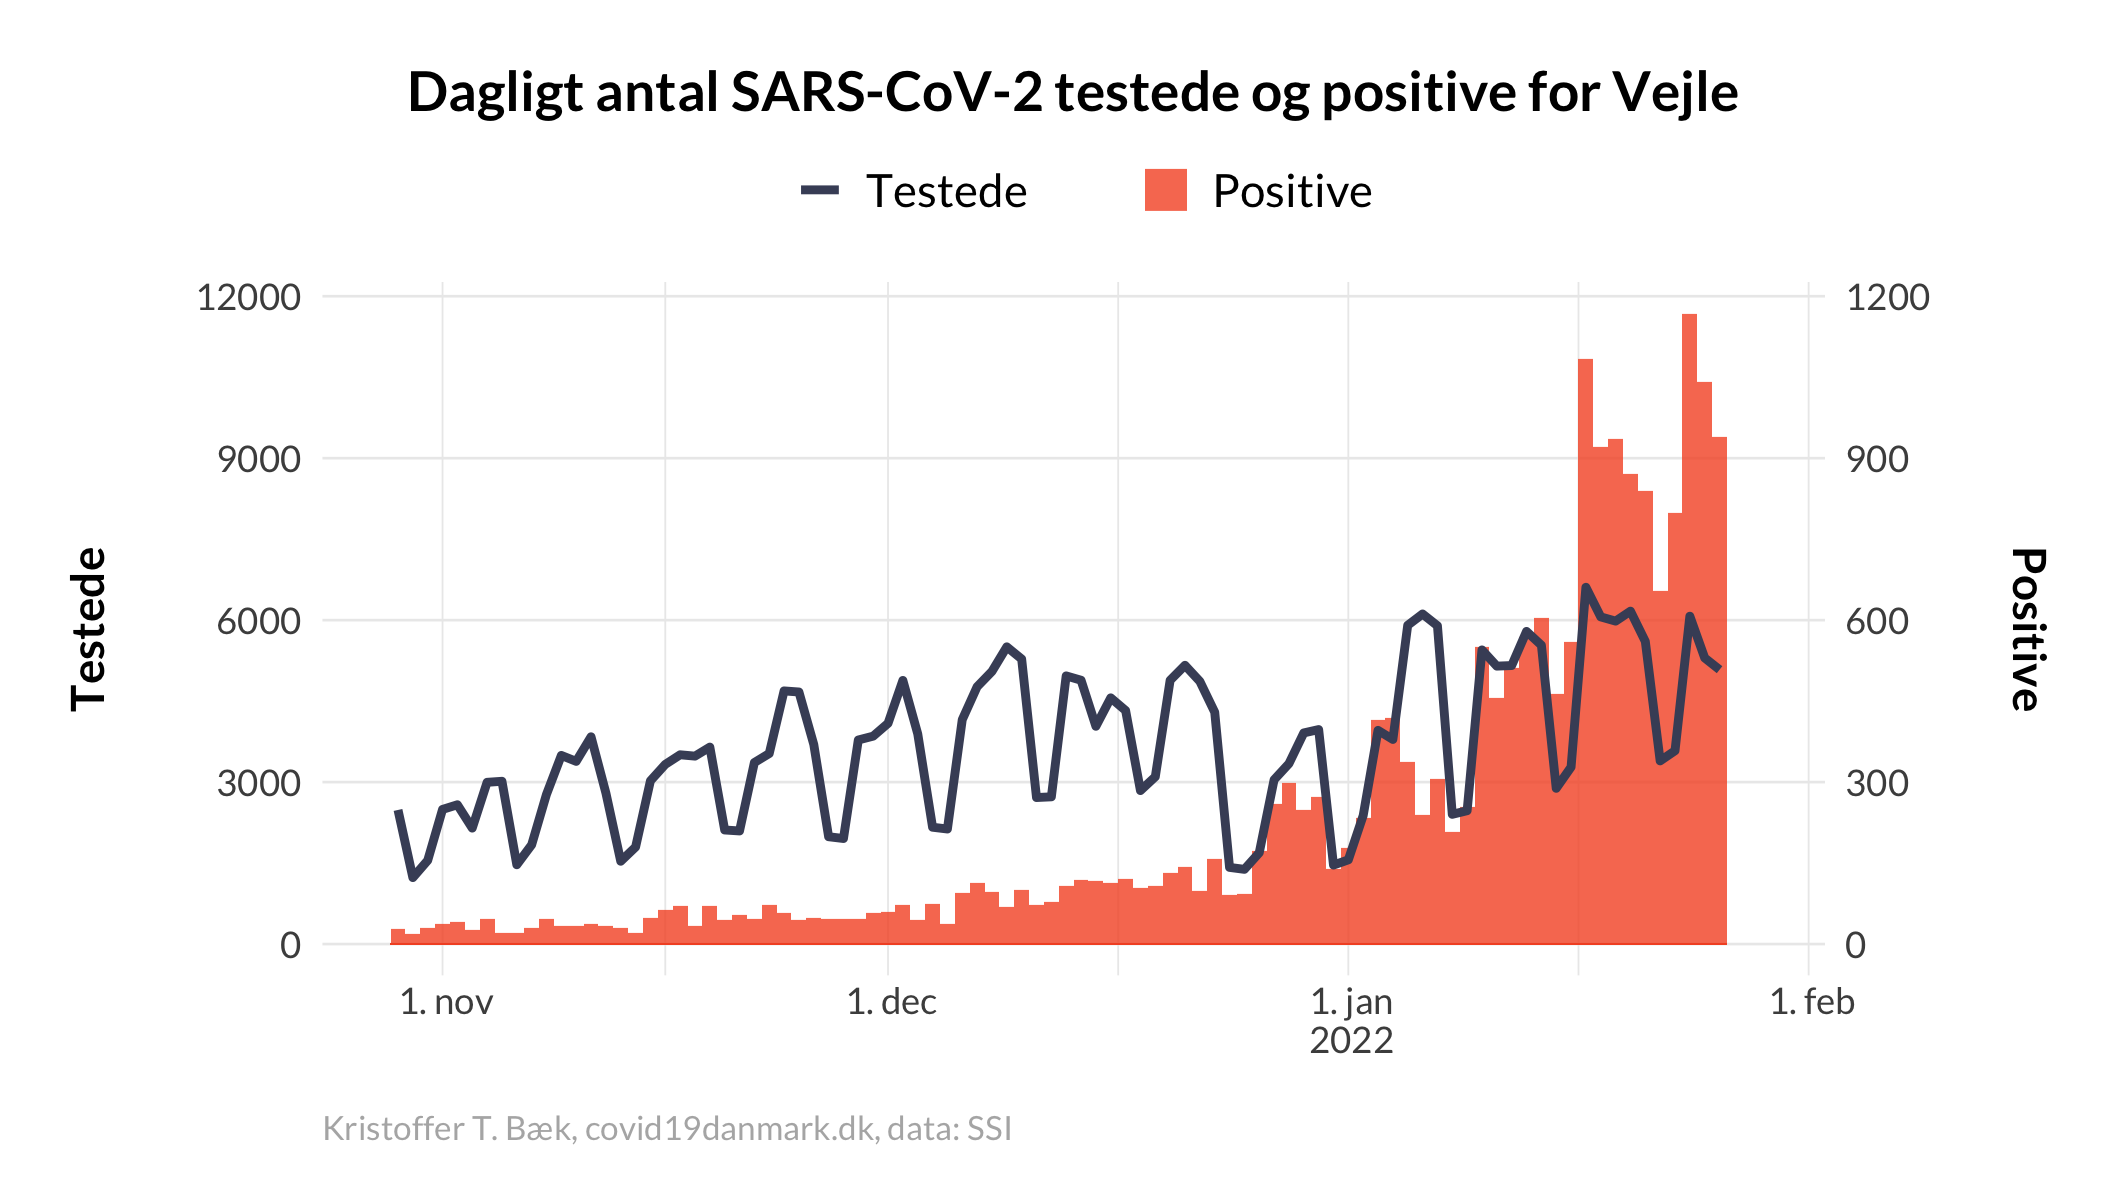 Dagligt antal SARS-CoV-2 testede og positive for Vejle
Testede
Positive
12000
9000
6000
3000
0
1200
900
600
300
0
Testede
Positive
1. nov
1. dec
1. jan
2022
1. feb
Kristoffer T. Bæk, covid19danmark.dk, data: SSI